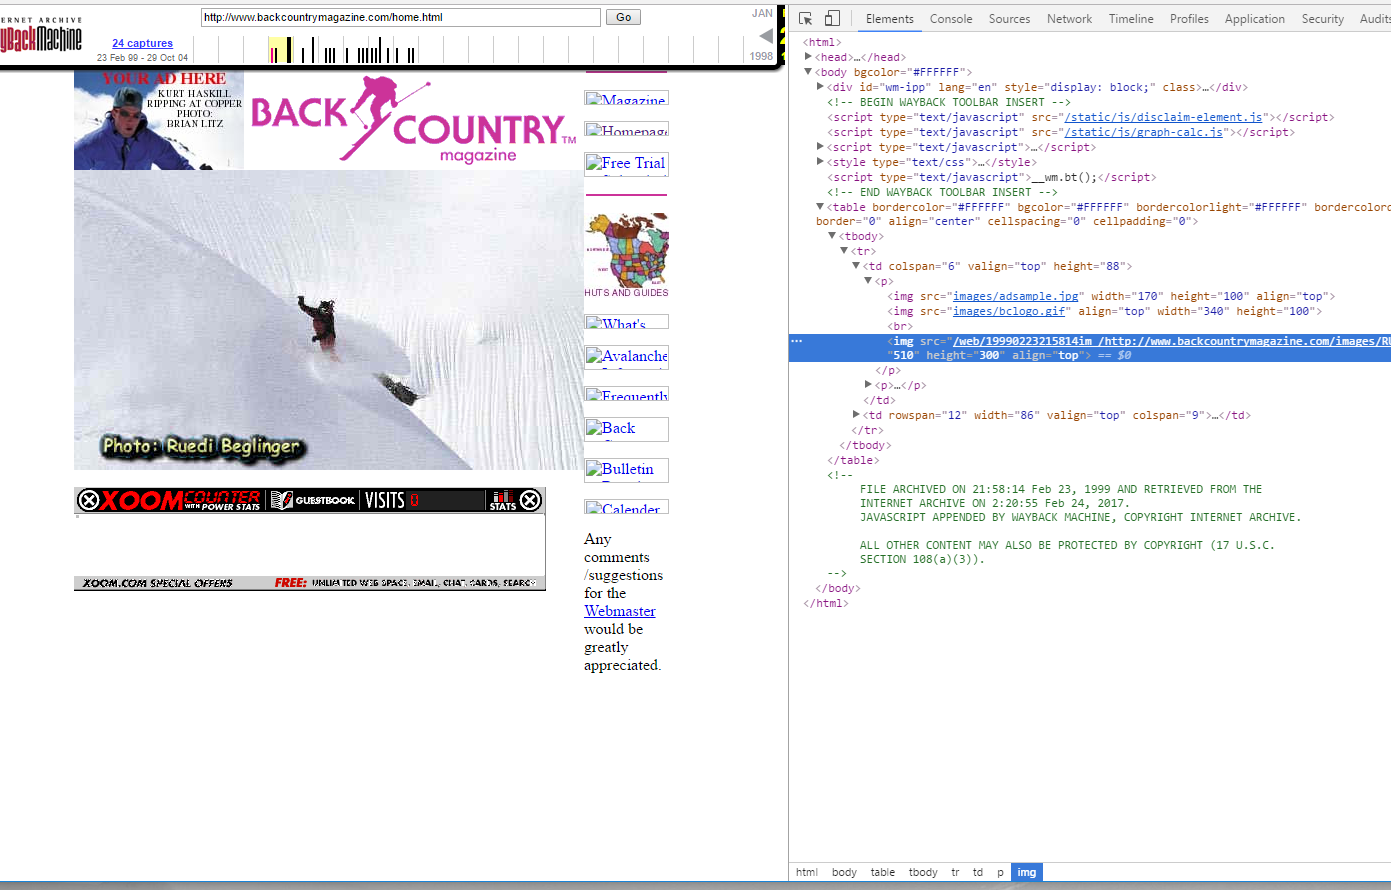 ERNET ARCHIVE
yBackMachine
http://www.backcountrymagazine.com/home.html
Go
24 captures
23 Feb 99 - 29 Oct 04
JAN
1998
YOUR AD HERE
KURT HASKILL
RIPPING AT COPPER
PHOTO:
BRIAN LITZ
BACK
COUNTRY™
magazine
Photo: Ruedi Beglinger
Magazine
Homepage
Free Trial
HUTS AND GUIDES
What's
Avalanche
Frequently
Back
Bulletin
Calender
Any
comments
/suggestions
for the
Webmaster
would be
greatly
appreciated.
XOOMCOUNTER
WITH POWER STATS
GUESTBOOK
VISITS 0
STATS
XOOM.COM SPECIAL OFFERS FREE: UNLIMITED WEB SPACE, EMAIL, CHAT, CARDS, SEARCH
Elements Console Sources Network Timeline Profiles Application Security Audits
<html>
<head>…</head>
<body bgcolor="#FFFFFF">
<div id="wm-ipp" lang="en" style="display: block;" class>…</div>
<!-- BEGIN WAYBACK TOOLBAR INSERT -->
<script type="text/javascript" src="/static/js/disclaim-element.js"></script>
<script type="text/javascript" src="/static/js/graph-calc.js"></script>
<script type="text/javascript">…</script>
<style type="text/css">…</style>
<script type="text/javascript">__wm.bt();</script>
<!-- END WAYBACK TOOLBAR INSERT -->
<table bordercolor="#FFFFFF" bgcolor="#FFFFFF" bordercolorlight="#FFFFFF" bordercolor
border="0" align="center" cellspacing="0" cellpadding="0">
<tbody>
<tr>
<td colspan="6" valign="top" height="88">
<p>
<img src="images/adsample.jpg" width="170" height="100" align="top">
<img src="images/bclogo.gif" align="top" width="340" height="100">
<br>
<img src="/web/19990223215814im_/http://www.backcountrymagazine.com/images/RU
"510" height="300" align="top"> == $0
</p>
<p>…</p>
</td>
<td rowspan="12" width="86" valign="top" colspan="9">…</td>
</tr>
</tbody>
</table>
<!--
FILE ARCHIVED ON 21:58:14 Feb 23, 1999 AND RETRIEVED FROM THE
INTERNET ARCHIVE ON 2:20:55 Feb 24, 2017.
JAVASCRIPT APPENDED BY WAYBACK MACHINE, COPYRIGHT INTERNET ARCHIVE.
ALL OTHER CONTENT MAY ALSO BE PROTECTED BY COPYRIGHT (17 U.S.C.
SECTION 108(a)(3)).
-->
</body>
</html>
html body table tbody tr td p img